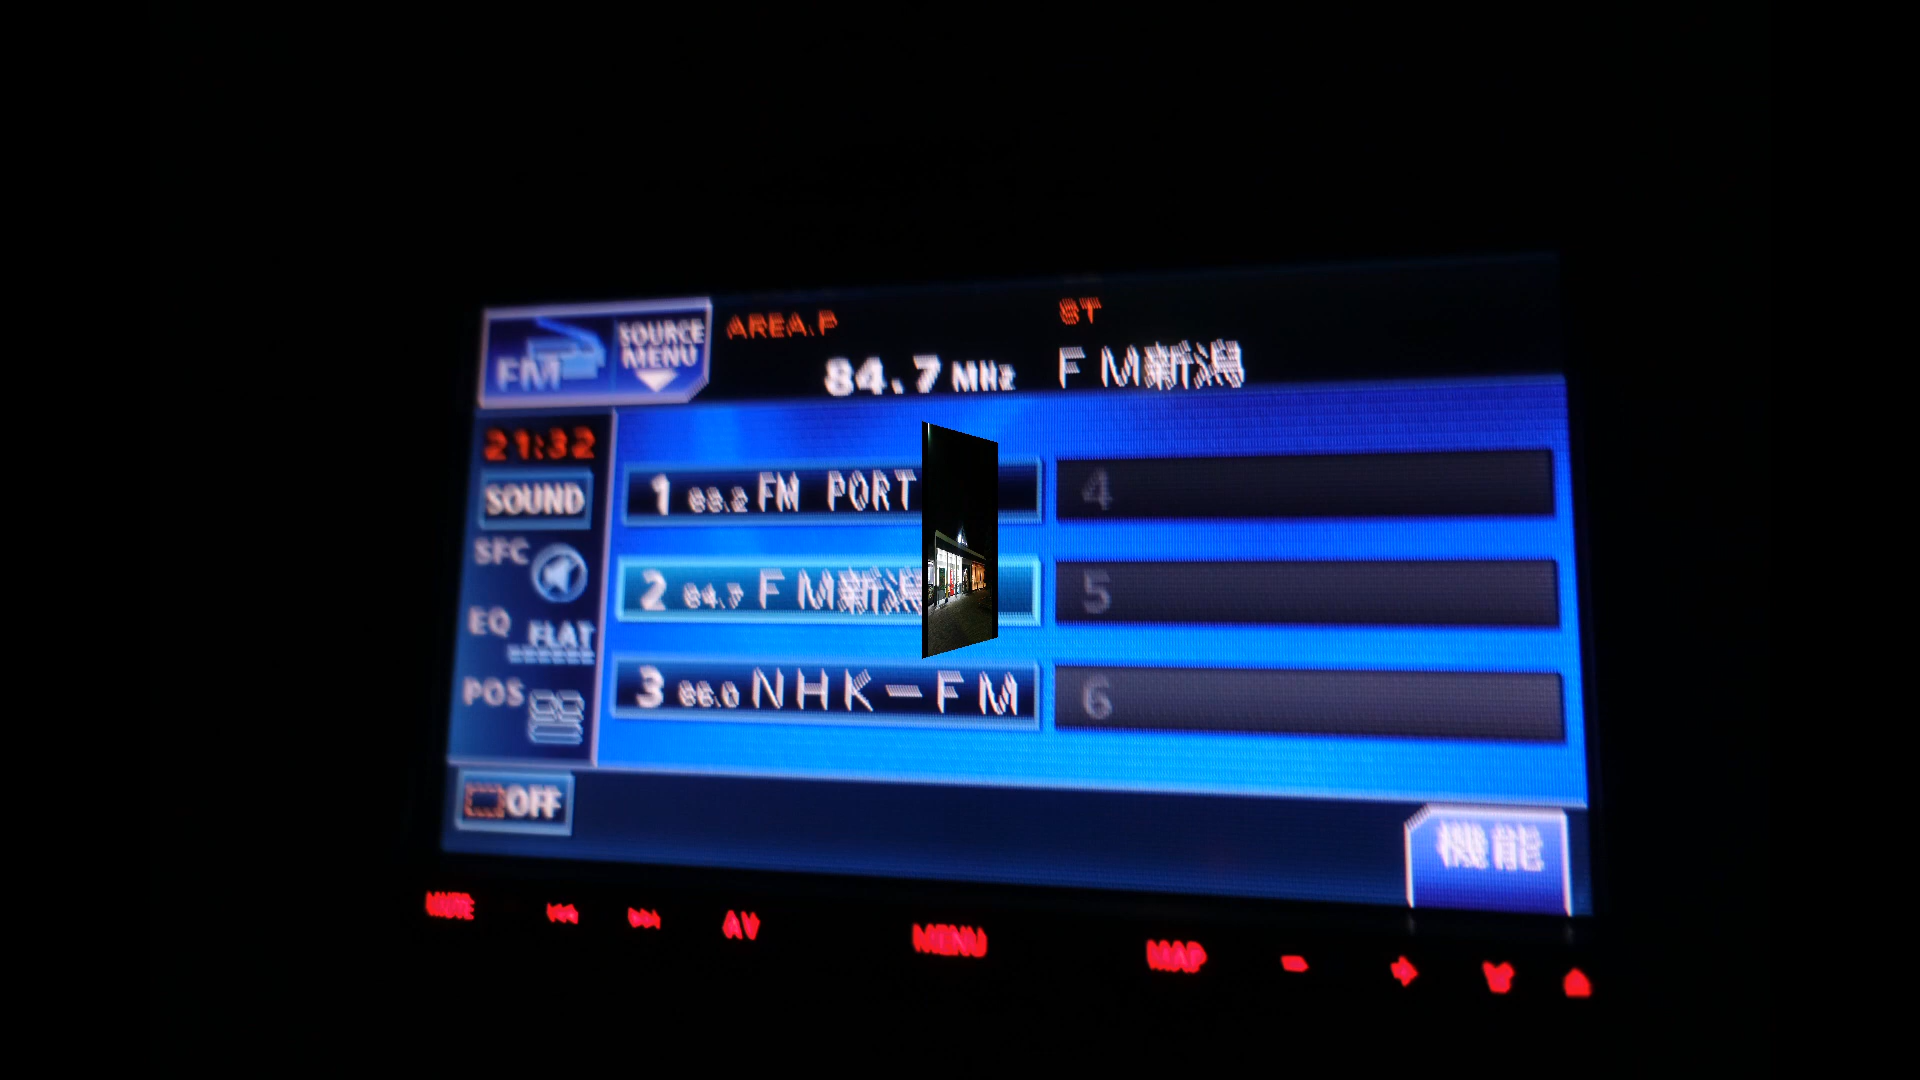 FM
SOURCE
MENU
AREA.P
84.7 MHz
ST
FM新潟
21:32
SOUND
SFC
EQ
FLAT
POS
OFF
1 FM PORT
2 84.7 FM新潟
3 86.0 NHK-FM
4
5
6
機能
MUTE
AV
MENU
MAP